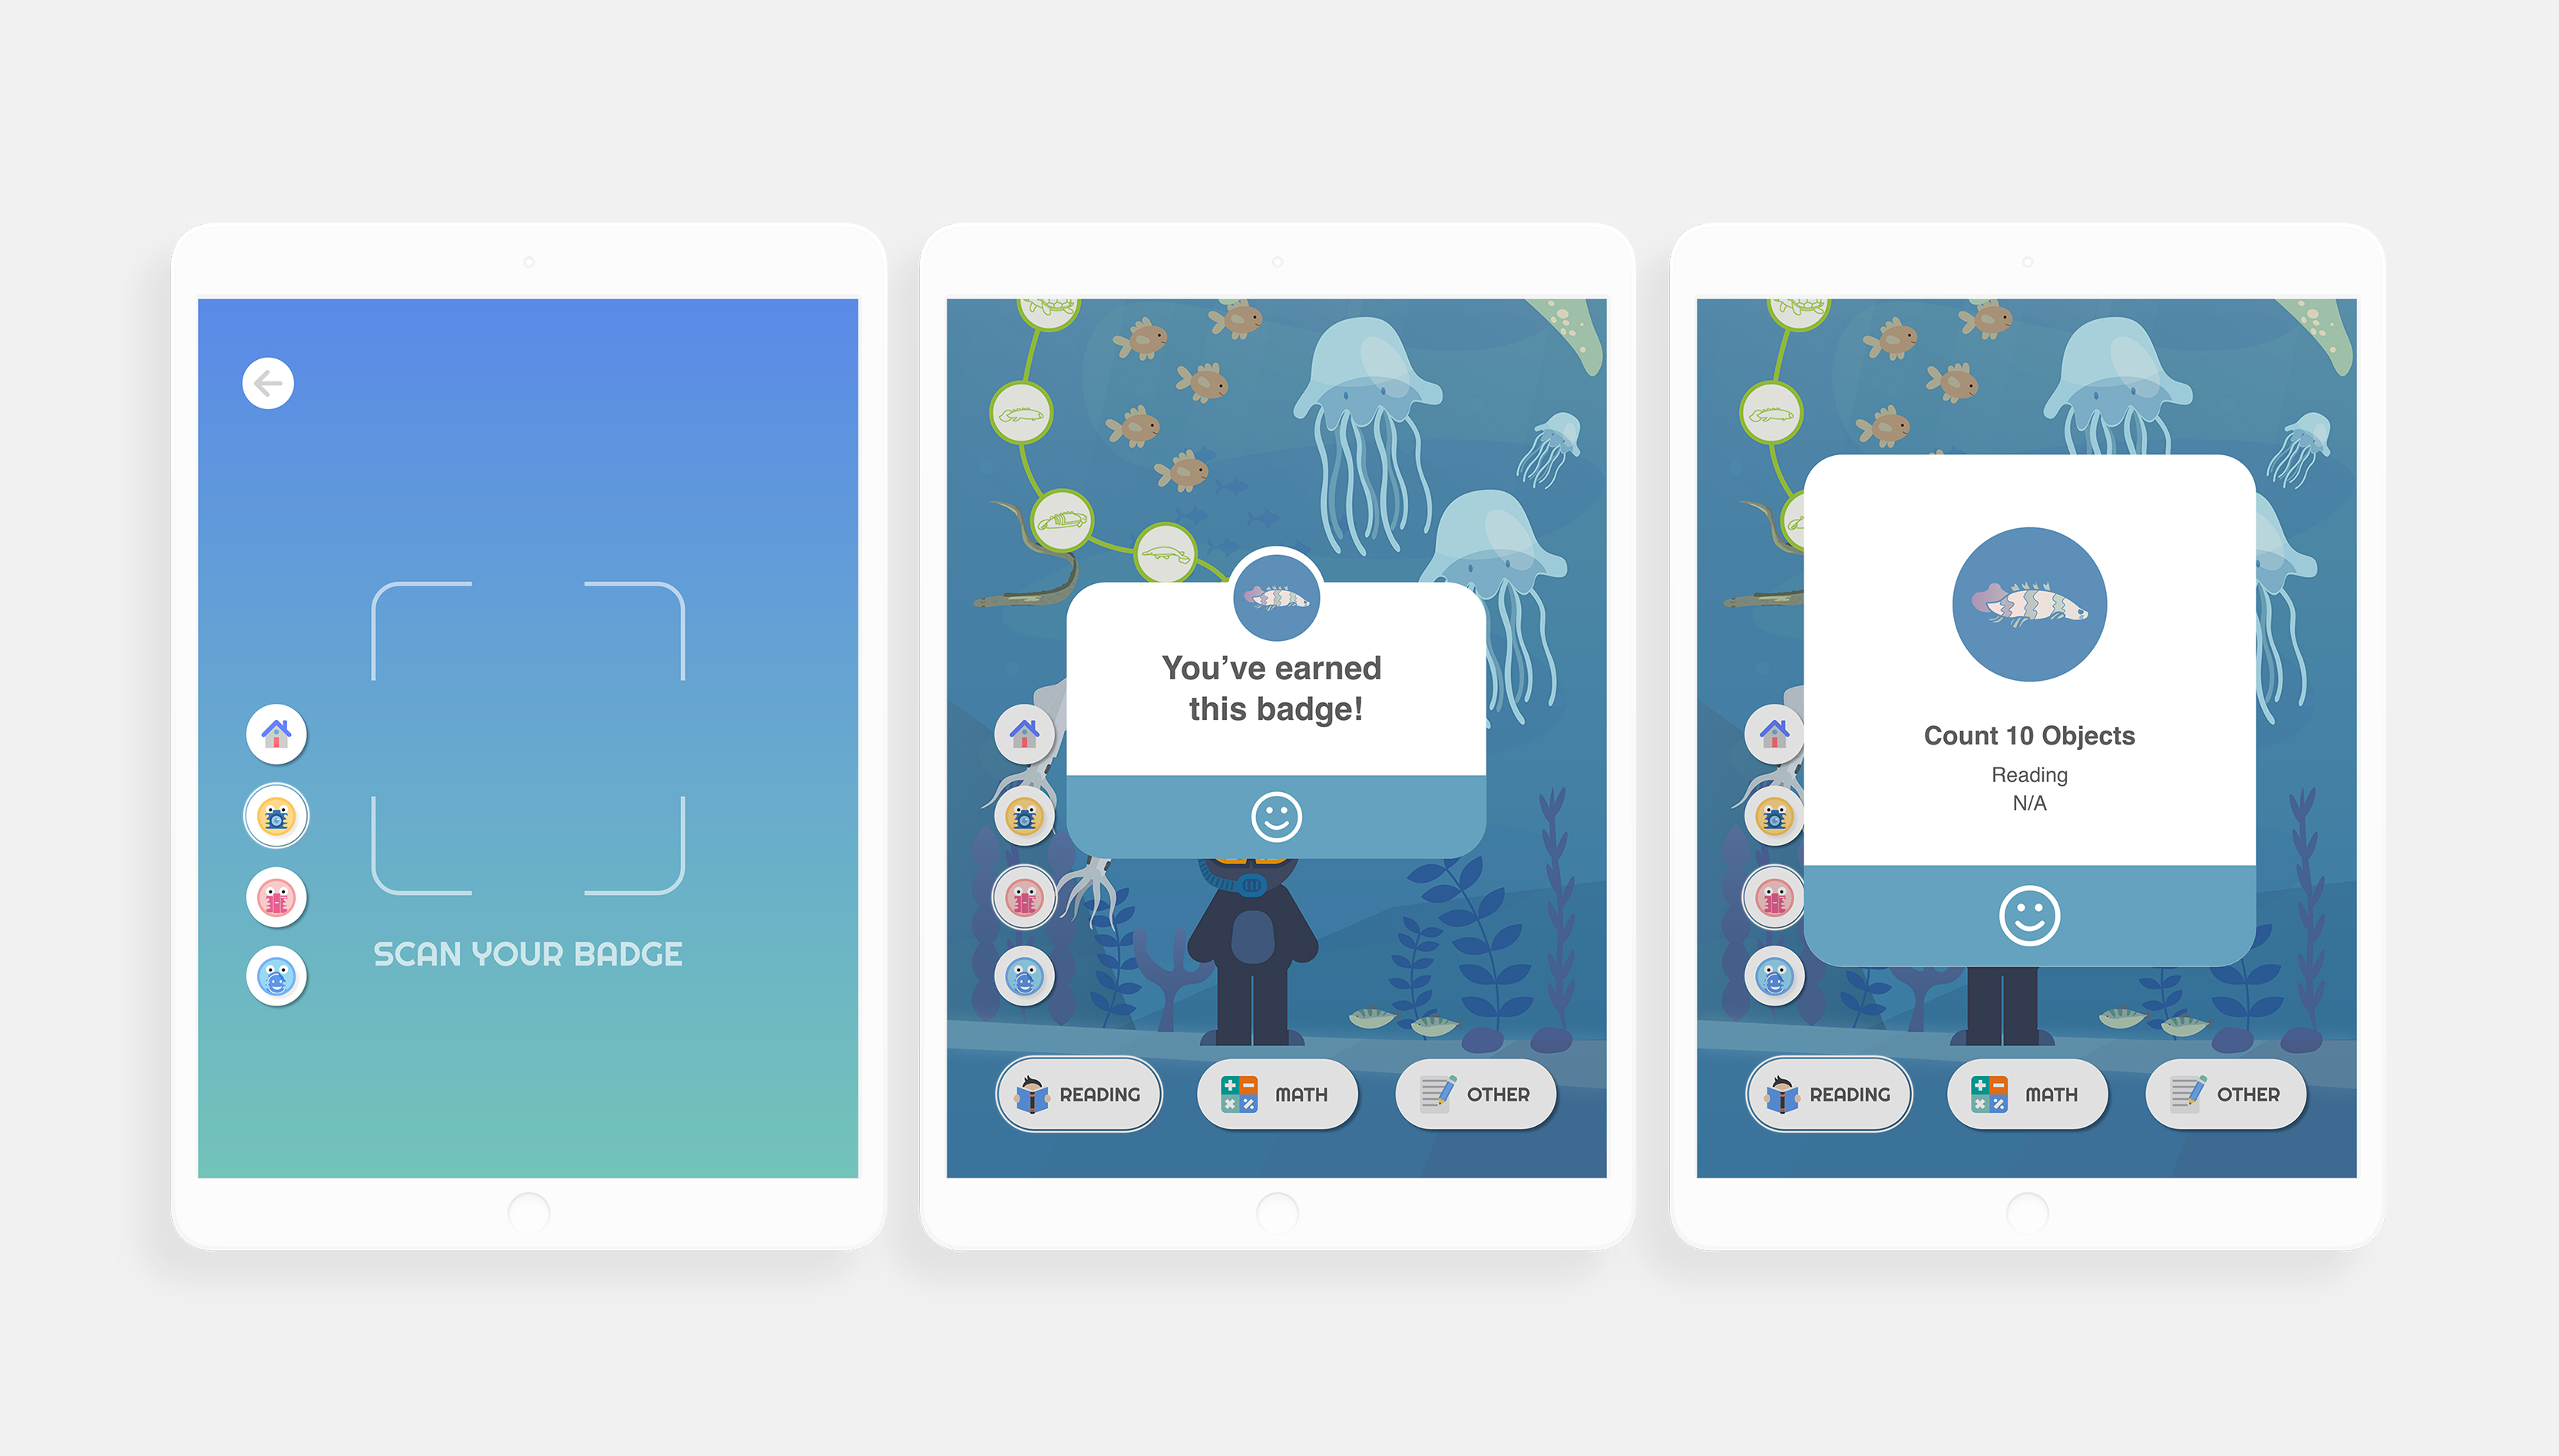 SCAN YOUR BADGE
You’ve earned
this badge!
READING
MATH
OTHER
Count 10 Objects
Reading
N/A
READING
MATH
OTHER